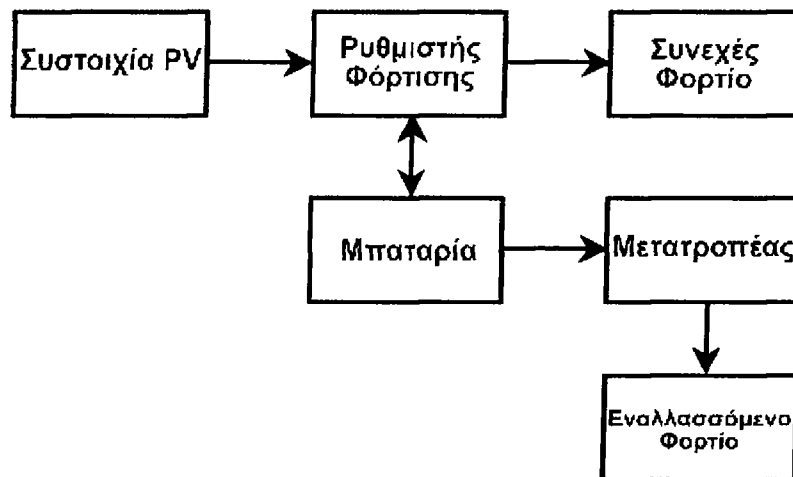 Συστοιχία PV
Ρυθμιστής
Φόρτισης
Συνεχές
Φορτίο
Μπαταρία
Μετατροπέας
Εναλλασσόμενο
Φορτίο